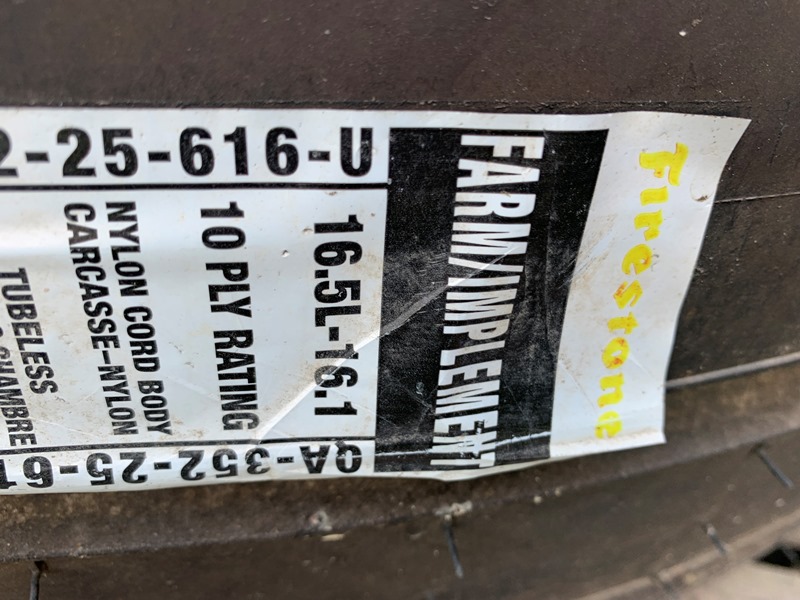 Firestone
FARM/IMPLEMENT
16.5L-16.1
10 PLY RATING
NYLON CORD BODY
CARCASSE-NYLON
TUBELESS
CHAMBRE
2-25-616-U
QA-352-25-61